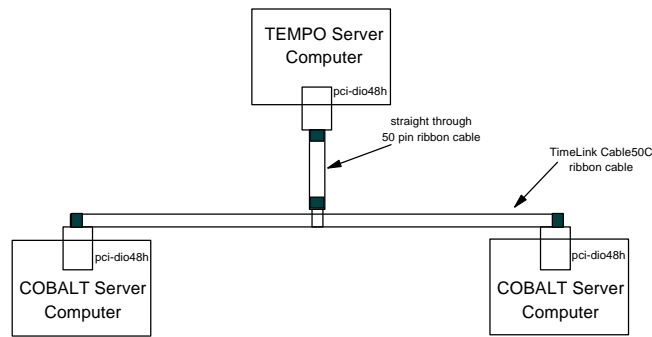 TEMPO Server
Computer
pci-dio48h
straight through
50 pin ribbon cable
TimeLink Cable50C
ribbon cable
pci-dio48h
COBALT Server
Computer
pci-dio48h
COBALT Server
Computer